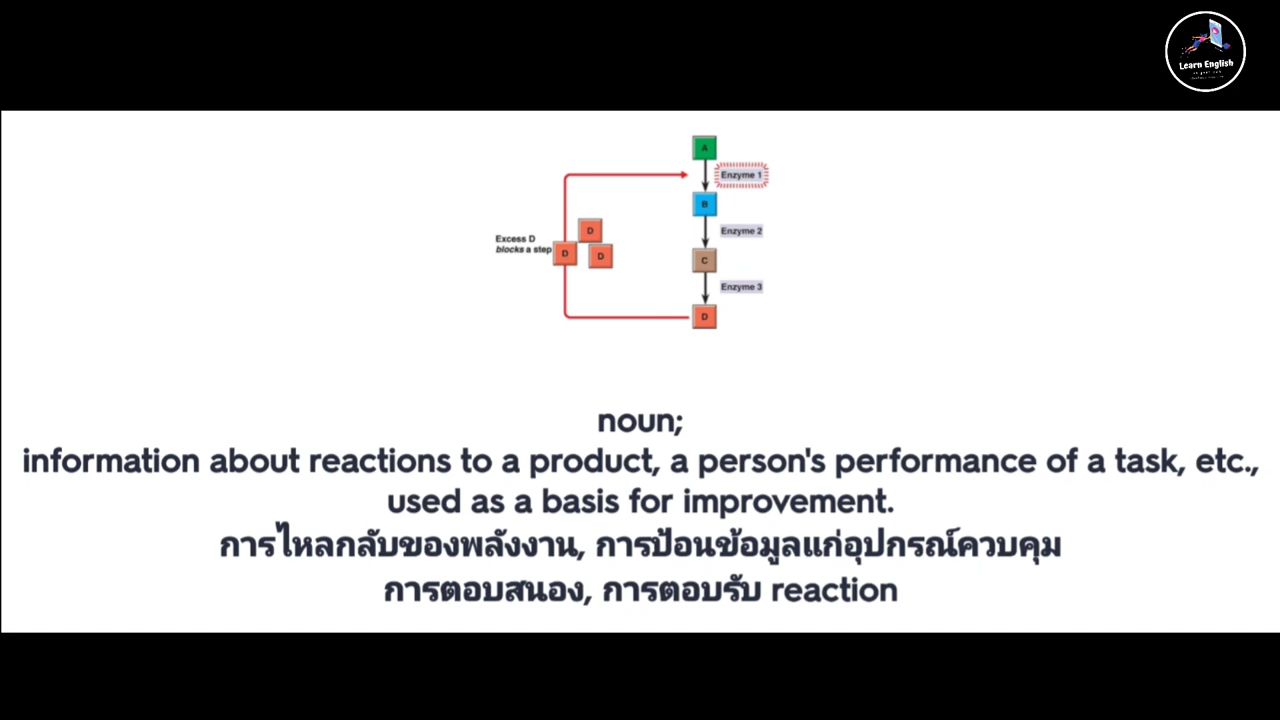 Learn English
A
Enzyme 1
B
Enzyme 2
D
Excess D
blocks a step
D
D
C
Enzyme 3
D
noun;
information about reactions to a product, a person's performance of a task, etc.,
used as a basis for improvement.
การไหลกลับของพลังงาน, การป้อนข้อมูลแก่อุปกรณ์ควบคุม
การตอบสนอง, การตอบรับ reaction